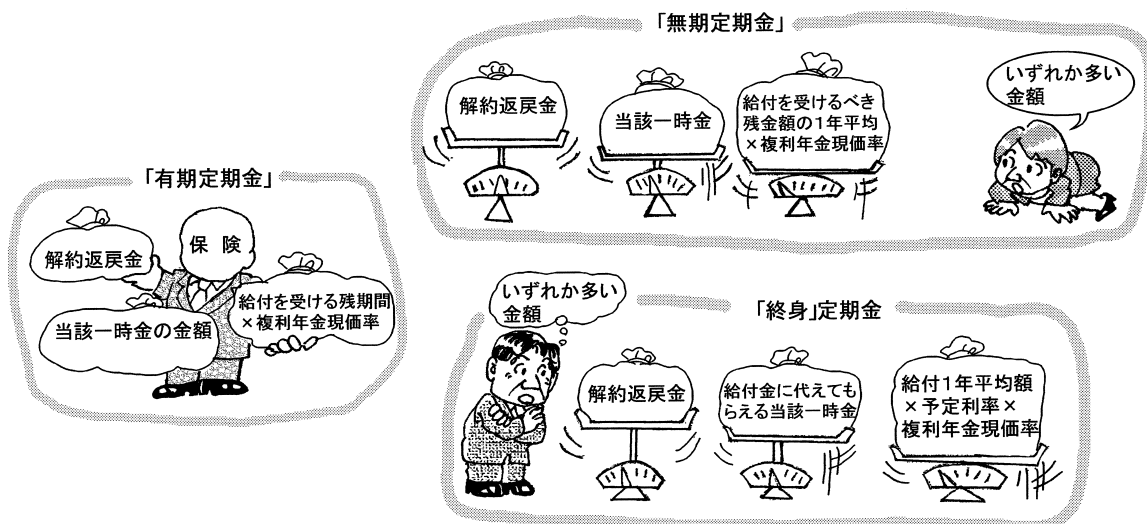 「無期定期金」
解約返戻金
当該一時金
給付を受けるべき
残金額の1年平均
×複利年金現価率
いずれか多い
金額
「有期定期金」
保険
解約返戻金
給付を受ける残期間
×複利年金現価率
当該一時金の金額
「終身」定期金
いずれか多い
金額
解約返戻金
給付金に代えても
らえる当該一時金
給付1年平均額
×予定利率×
複利年金現価率